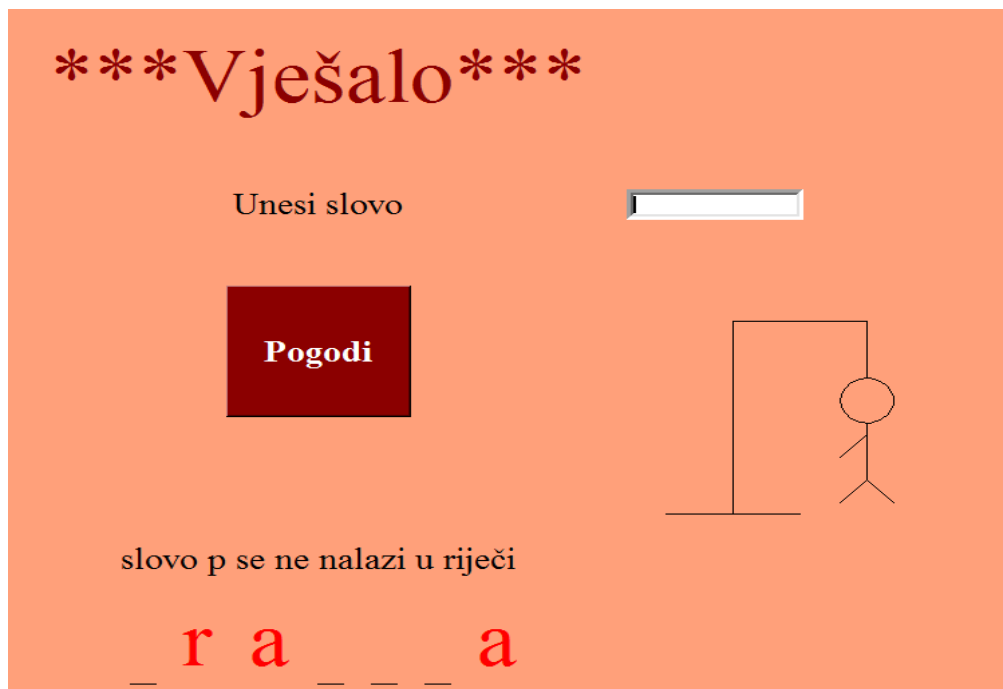 ***Vješalo***
Unesi slovo
Pogodi
slovo p se ne nalazi u riječi
_ r a _ _ _ a